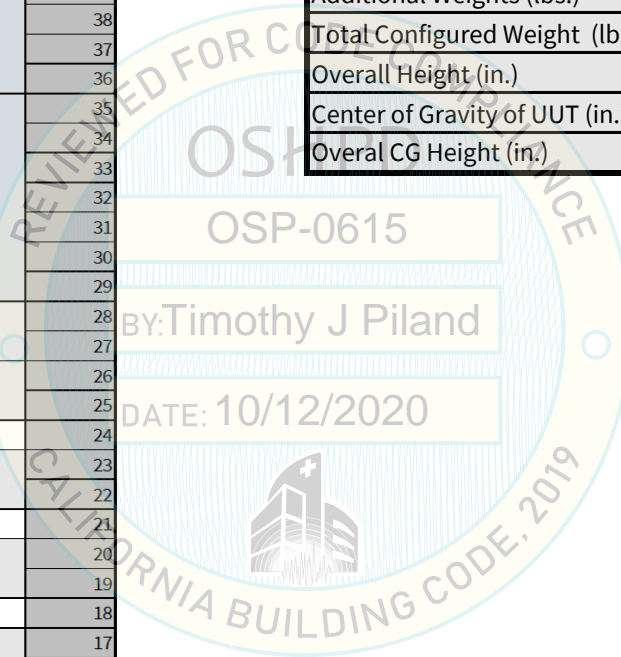 Additional Weights (lbs.)
38
Total Configured Weight (lb
37
36
Overall Height (in.)
35
Center of Gravity of UUT (in.
34
Overal CG Height (in.)
33
32
31
30
29
28
27
26
25
24
23
22
21
20
19
18
17
REVIEWED FOR CODE COMPLIANCE
OSHPD
OSP-0615
BY:Timothy J Piland
DATE: 10/12/2020
CALIFORNIA BUILDING CODE, 2019